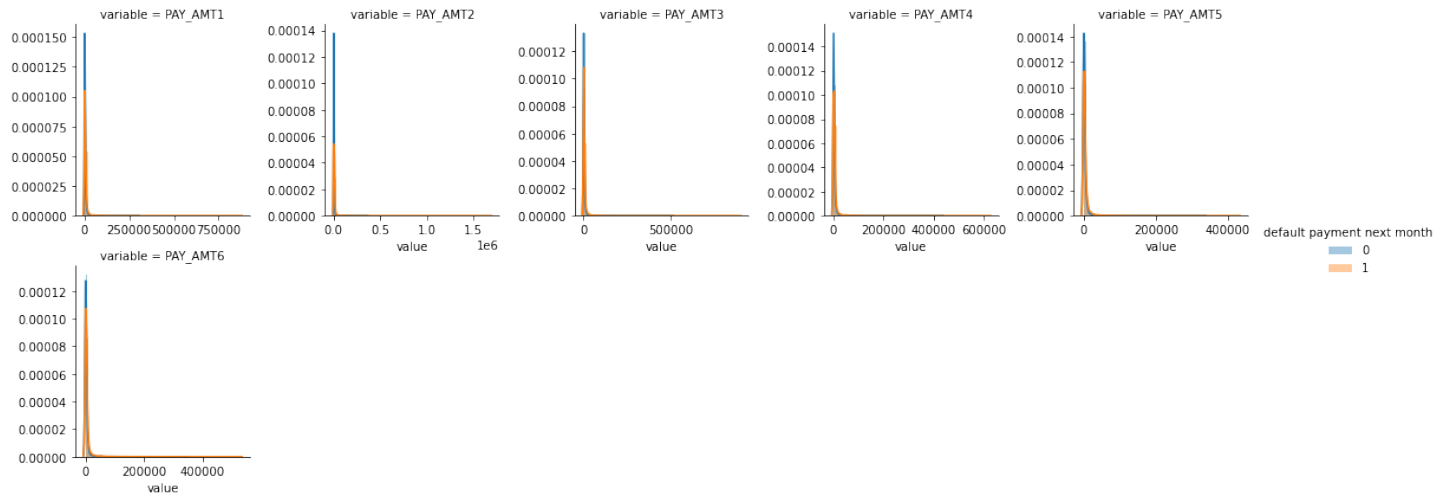 variable = PAY_AMT1
0.000150
0.000125
0.000100
0.000075
0.000050
0.000025
0.000000
0 250000 500000 750000
variable = PAY_AMT2
0.00014
0.00012
0.00010
0.00008
0.00006
0.00004
0.00002
0.00000
0.0 0.5 1.0 1.5
1e6
value
variable = PAY_AMT3
0.00012
0.00010
0.00008
0.00006
0.00004
0.00002
0.00000
0 500000
value
variable = PAY_AMT4
0.00014
0.00012
0.00010
0.00008
0.00006
0.00004
0.00002
0.00000
0 200000 400000 600000
value
variable = PAY_AMT5
0.00014
0.00012
0.00010
0.00008
0.00006
0.00004
0.00002
0.00000
0 200000 400000
value
default payment next month
0
1
variable = PAY_AMT6
0.00012
0.00010
0.00008
0.00006
0.00004
0.00002
0.00000
0 200000 400000
value